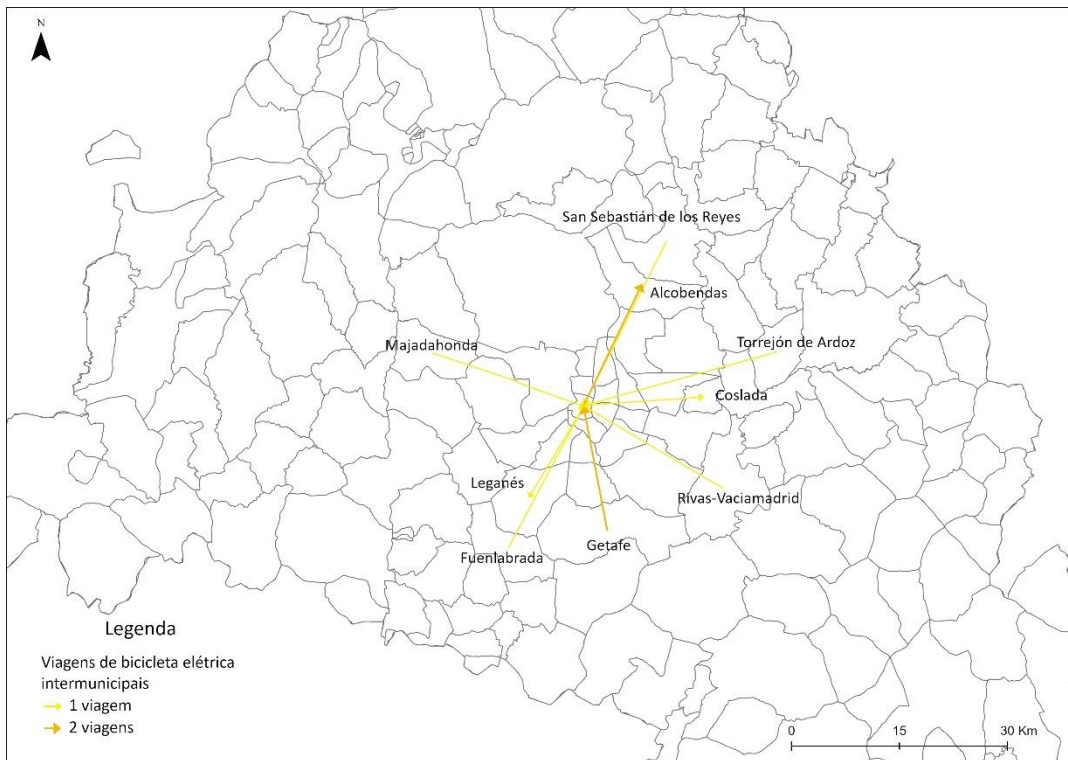 N
San Sebastián de los Reyes
Alcobendas
Majadahonda
Torrejón de Ardoz
Coslada
Leganés
Rivas-Vaciamadrid
Getafe
Fuenlabrada
Legenda
Viagens de bicicleta elétrica
intermunicipais
1 viagem
2 viagens
0 15 30 Km